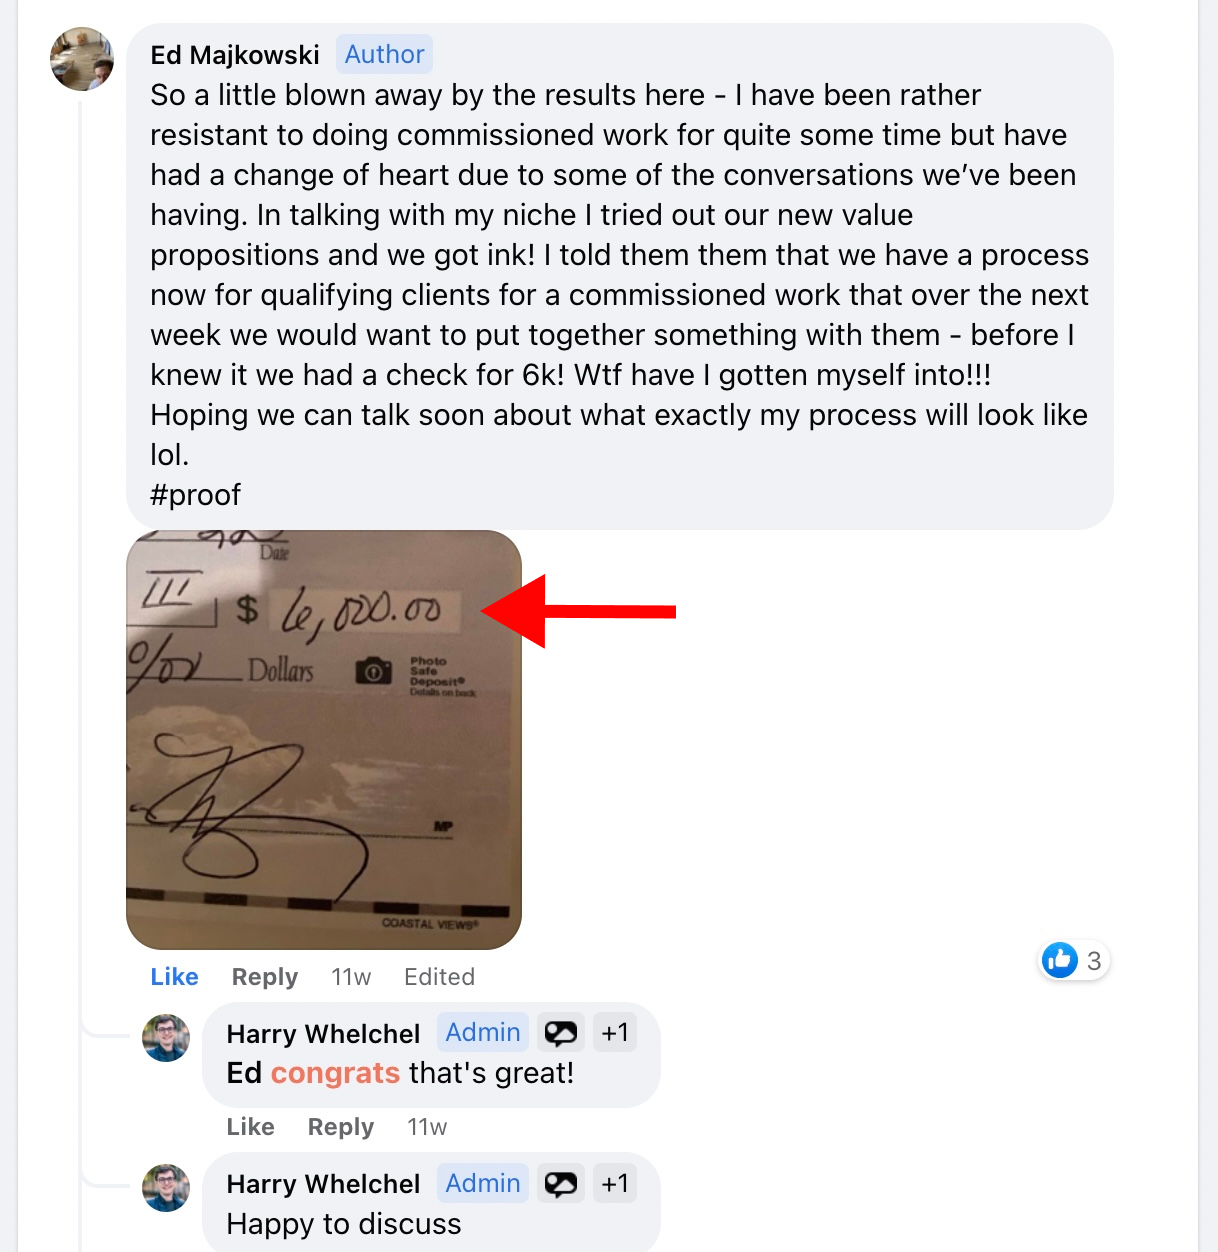 Ed Majkowski Author
So a little blown away by the results here - I have been rather
resistant to doing commissioned work for quite some time but have
had a change of heart due to some of the conversations we’ve been
having. In talking with my niche I tried out our new value
propositions and we got ink! I told them them that we have a process
now for qualifying clients for a commissioned work that over the next
week we would want to put together something with them - before I
knew it we had a check for 6k! Wtf have I gotten myself into!!!
Hoping we can talk soon about what exactly my process will look like
lol.
#proof
Date
III
$ 6,000.00
Dollars
Photo
Safe
Deposit®
Details on back
MP
COASTAL VIEWS®
Like Reply 11w Edited
3
Harry Whelchel Admin +1
Ed congrats that's great!
Like Reply 11w
Harry Whelchel Admin +1
Happy to discuss